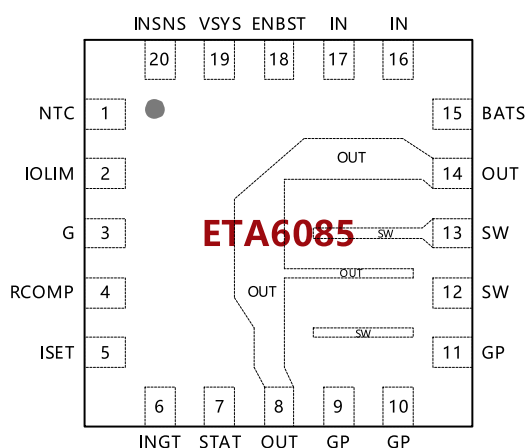 INSNS VSYS ENBST IN IN
20 19 18 17 16
NTC 1 15 BATS
OUT
IOLIM 2 14 OUT
G 3 ETA6085 SW 13 SW
OUT
RCOMP 4 OUT 12 SW
SW
ISET 5 11 GP
6 7 8 9 10
INGT STAT OUT GP GP